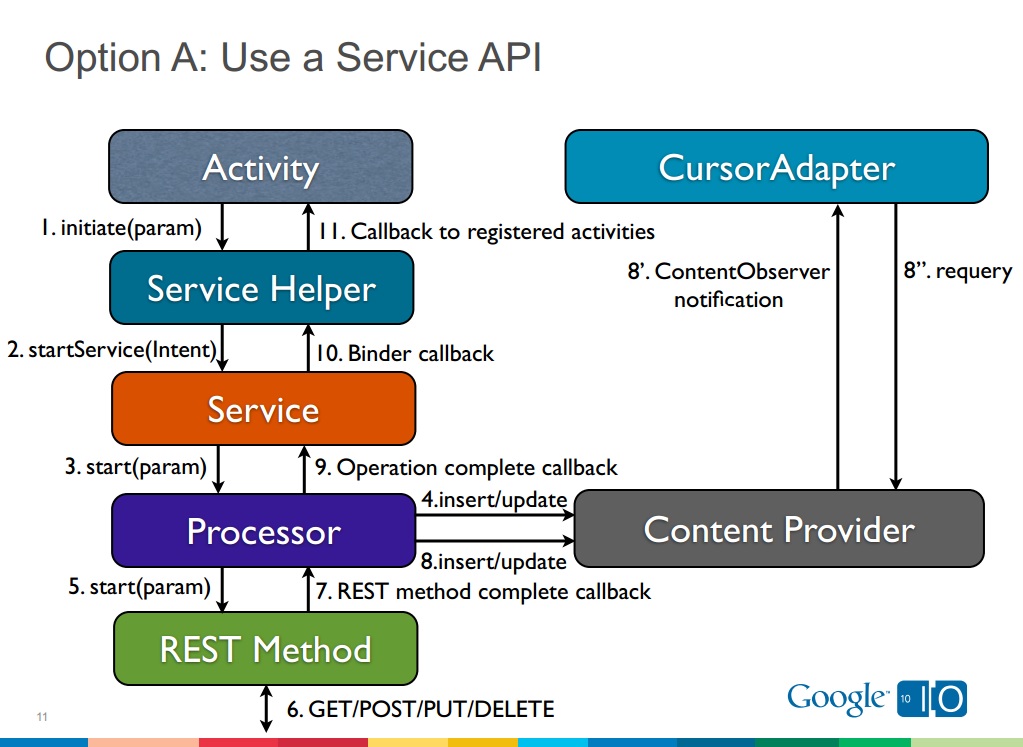 Option A: Use a Service API
Activity
CursorAdapter
1. initiate(param)
11. Callback to registered activities
Service Helper
8’. ContentObserver
notification
8”. requery
2. startService(Intent)
10. Binder callback
Service
3. start(param)
9. Operation complete callback
4.insert/update
Processor
Content Provider
8.insert/update
5. start(param)
7. REST method complete callback
REST Method
6. GET/POST/PUT/DELETE
Google™ 10 IO
11